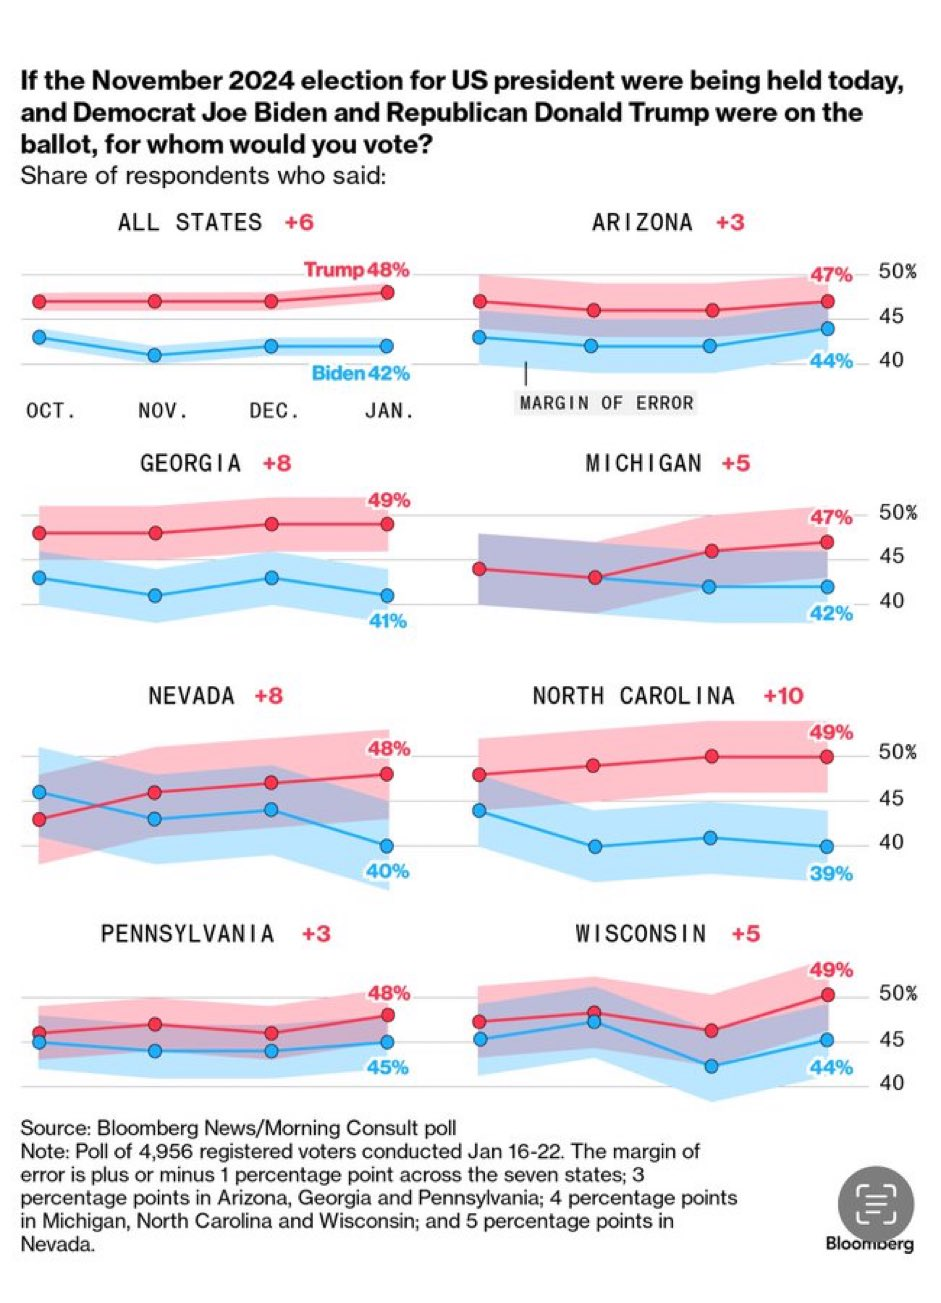 If the November 2024 election for US president were being held today,
and Democrat Joe Biden and Republican Donald Trump were on the
ballot, for whom would you vote?
Share of respondents who said:
ALL STATES +6
Trump 48%
Biden 42%
OCT. NOV. DEC. JAN.
ARIZONA +3
47%
44%
50%
45
40
MARGIN OF ERROR
GEORGIA +8
49%
41%
MICHIGAN +5
47%
42%
50%
45
40
NEVADA +8
48%
40%
NORTH CAROLINA +10
49%
39%
50%
45
40
PENNSYLVANIA +3
48%
45%
WISCONSIN +5
49%
44%
50%
45
40
Source: Bloomberg News/Morning Consult poll
Note: Poll of 4,956 registered voters conducted Jan 16-22. The margin of
error is plus or minus 1 percentage point across the seven states; 3
percentage points in Arizona, Georgia and Pennsylvania; 4 percentage points
in Michigan, North Carolina and Wisconsin; and 5 percentage points in
Nevada.
Bloomberg